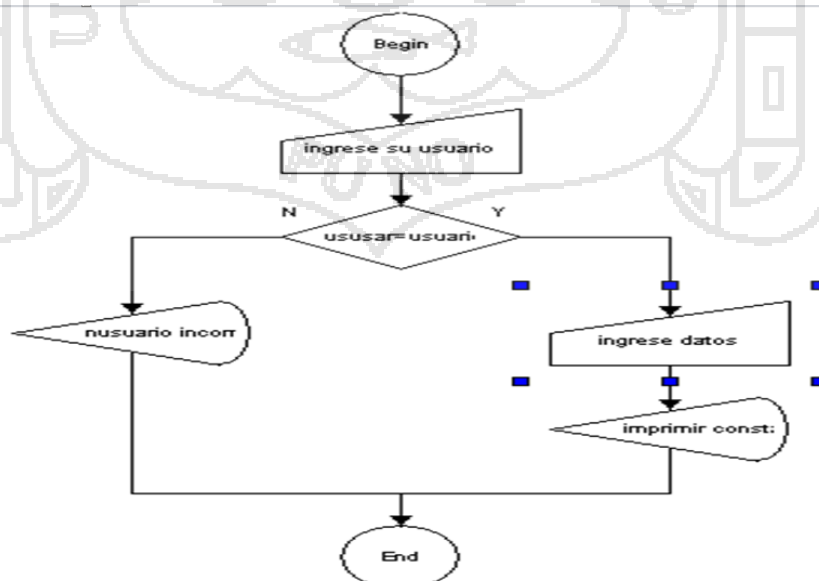 Begin
ingrese su usuario
N
Y
ususar=usuari
nusuario incorr
ingrese datos
imprimir const:
End